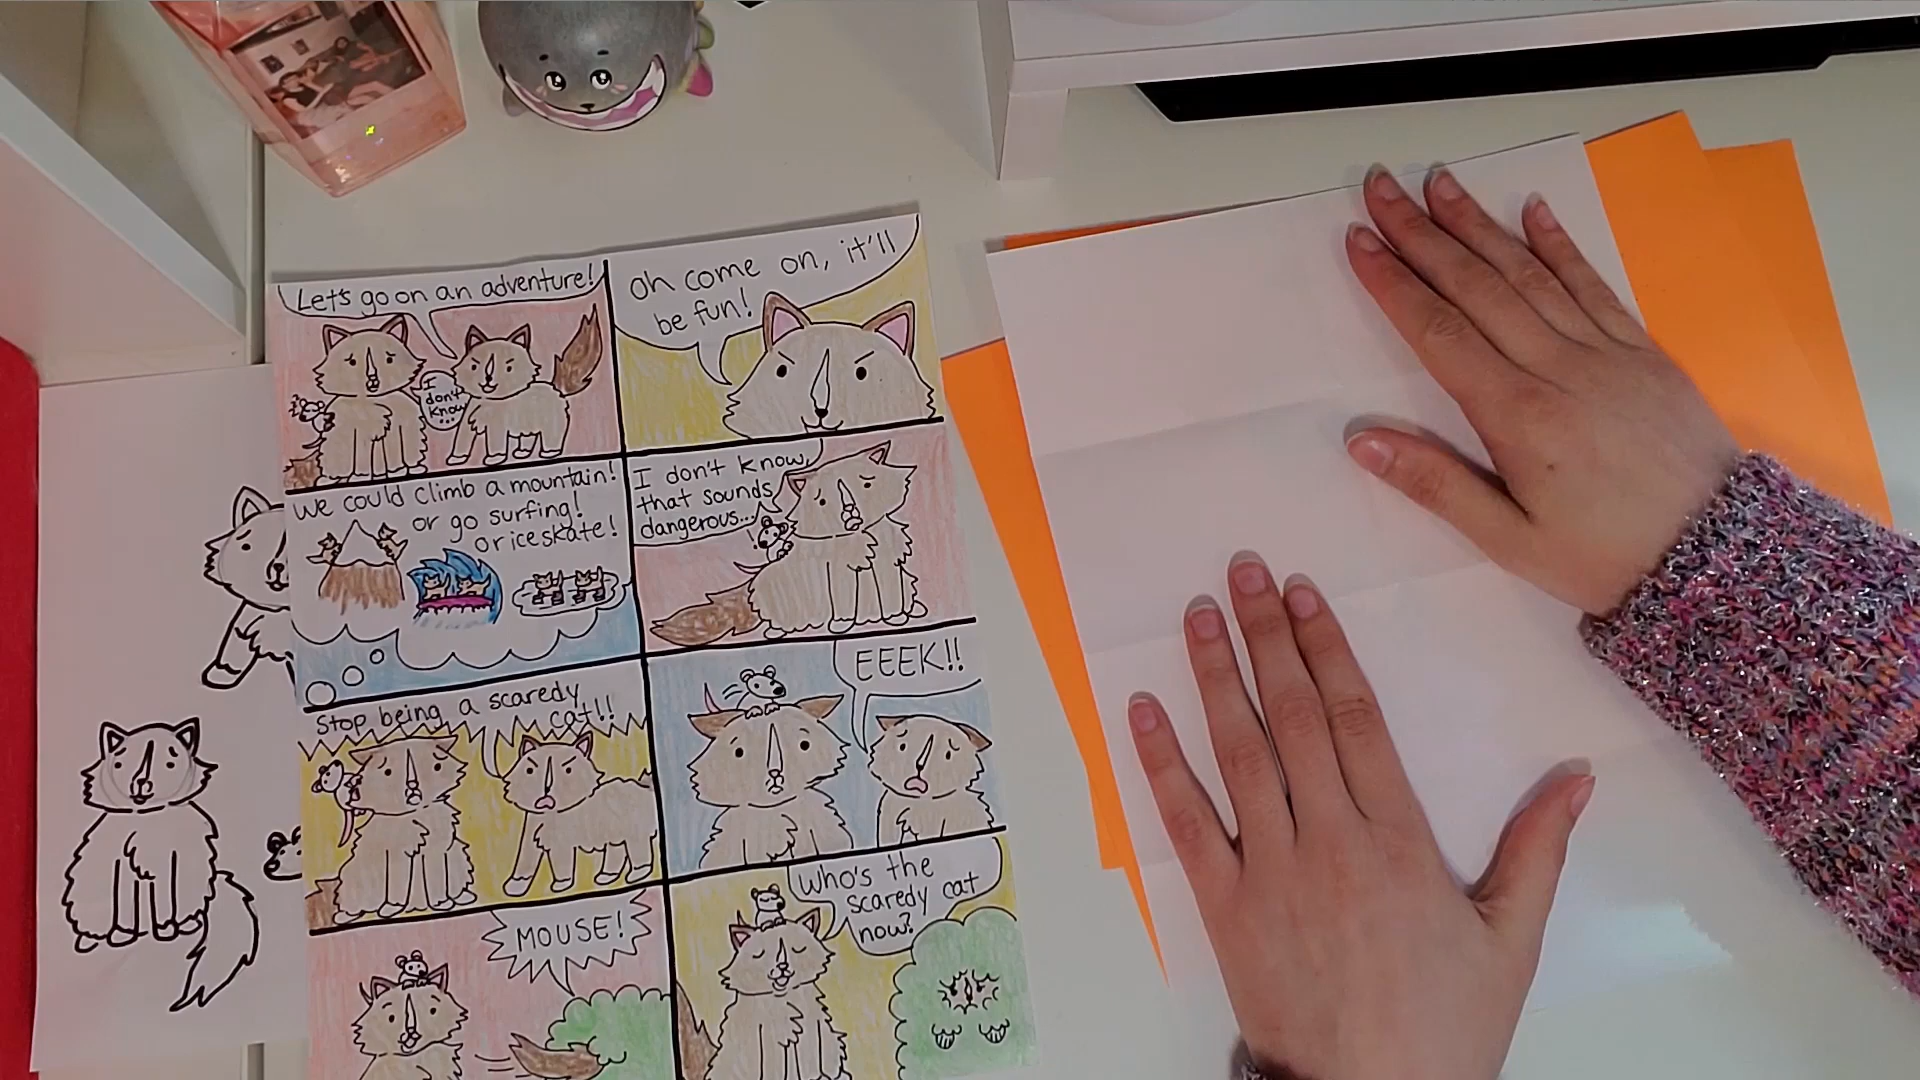 Let's go on an adventure!
I
don't
know
...
oh come on, it'll
be fun!
we could climb a mountain!
or go surfing!
or iceskate!
I don't know,
that sounds
dangerous...
Stop being a scaredy
cat!!
EEEK!!
MOUSE!
Who's the
scaredy cat
now?